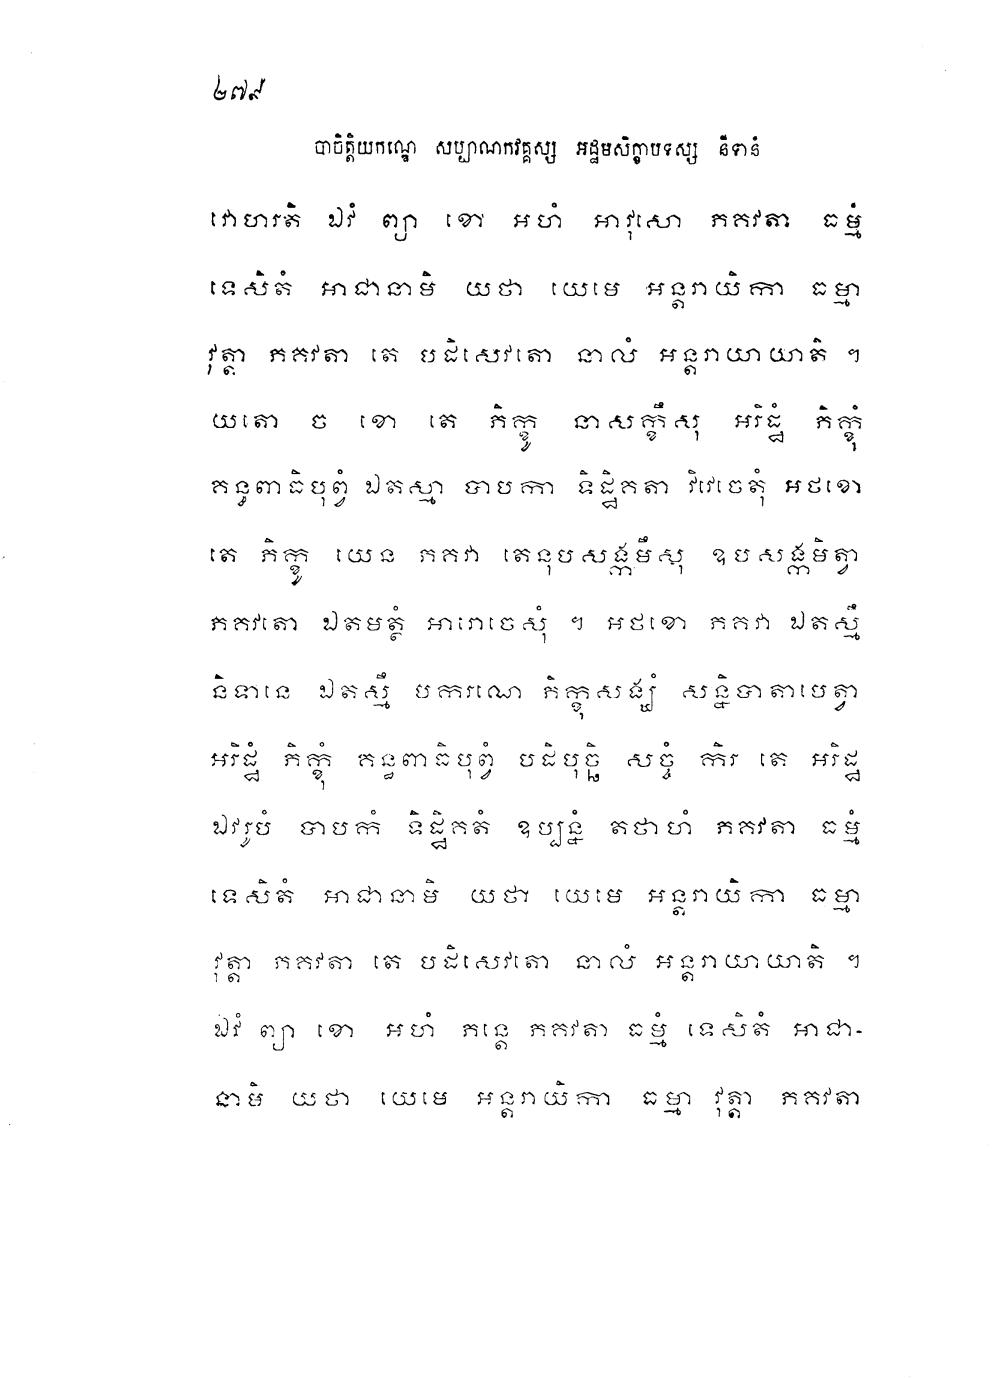 ២៧៩
បាចិត្តិយកណ្ឌេ សប្បាណកវគ្គស្ស អដ្ឋមសិក្ខាបទស្ស នីទានំ
វោហរតិ ឯវំ ព្យា ខោ អហំ អាវុសោ ភគវតា ធម្មំ
ទេសិតំ អាជានាមិ យថា យេមេ អន្តរាយិកា ធម្មា
វុត្តា ភគវតា តេ បដិសេវតោ នាលំ អន្តរាយាយាតិ ។
យតោ ច ខោ តេ ភិក្ខូ នាសក្ខឹសុ អរិដ្ឋំ ភិក្ខុំ
គន្ធពាធិបុព្វំ ឯតស្មា បាបកា ទិដ្ឋិគតា វិវេចេតុំ អថខោ
តេ ភិក្ខូ យេន ភគវា តេនុបសង្កមឹសុ ឧបសង្កមិត្វា
ភគវតោ ឯតមត្ថំ អារោចេសុំ ។ អថខោ ភគវា ឯតស្មឹ
និទានេ ឯតស្មឹ បករណេ ភិក្ខុសង្ឃំ សន្និបាតាបេត្វា
អរិដ្ឋំ ភិក្ខុំ គន្ធពាធិបុព្វំ បដិបុច្ឆិ សច្ចំ កិរ តេ អរិដ្ឋ
ឯវរូបំ បាបកំ ទិដ្ឋិគតំ ឧប្បន្នំ តថាហំ ភគវតា ធម្មំ
ទេសិតំ អាជានាមិ យថា យេមេ អន្តរាយិកា ធម្មា
វុត្តា ភគវតា តេ បដិសេវតោ នាលំ អន្តរាយាយាតិ ។
ឯវំ ព្យា ខោ អហំ ភន្តេ ភគវតា ធម្មំ ទេសិតំ អាជា-
នាមិ យថា យេមេ អន្តរាយិកា ធម្មា វុត្តា ភគវតា